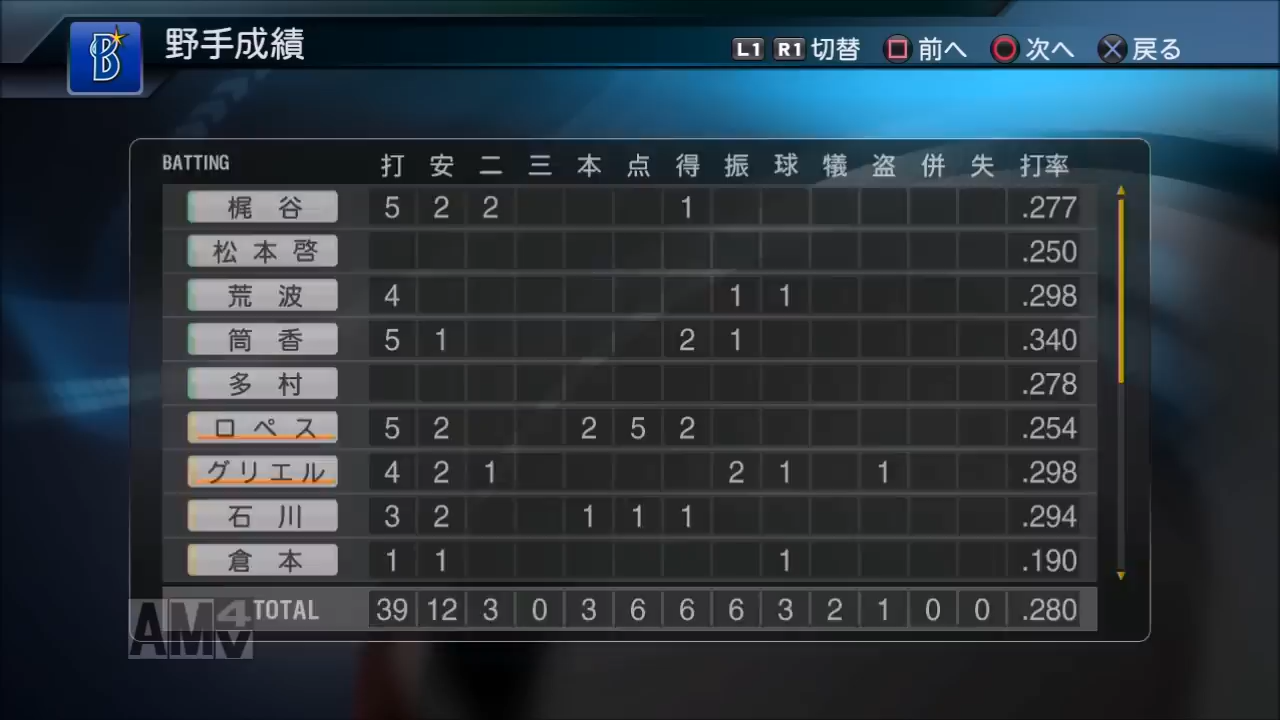 B 野手成績 L1 R1 切替 前へ 次へ 戻る
BATTING 打 安 二 三 本 点 得 振 球 犠 盗 併 失 打率
梶谷 5 2 2 1 .277
松本啓 .250
荒波 4 1 1 .298
筒香 5 1 2 1 .340
多村 .278
ロペス 5 2 2 5 2 .254
グリエル 4 2 1 2 1 1 .298
石川 3 2 1 1 1 .294
倉本 1 1 1 .190
TOTAL 39 12 3 0 3 6 6 6 3 2 1 0 0 .280
AM4V